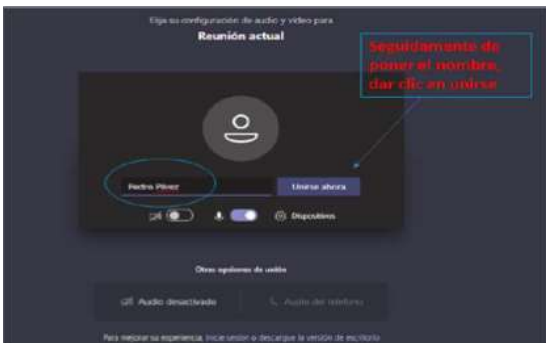 Elija su configuración de audio y vídeo para
Reunión actual
Seguidamente de
poner el nombre,
dar clic en unirse
Pedro Pérez
Unirse ahora
Dispositivos
Otras opciones de unión
Audio desactivado
Audio del teléfono
Para mejorar su experiencia, inicie sesión o descargue la versión de escritorio